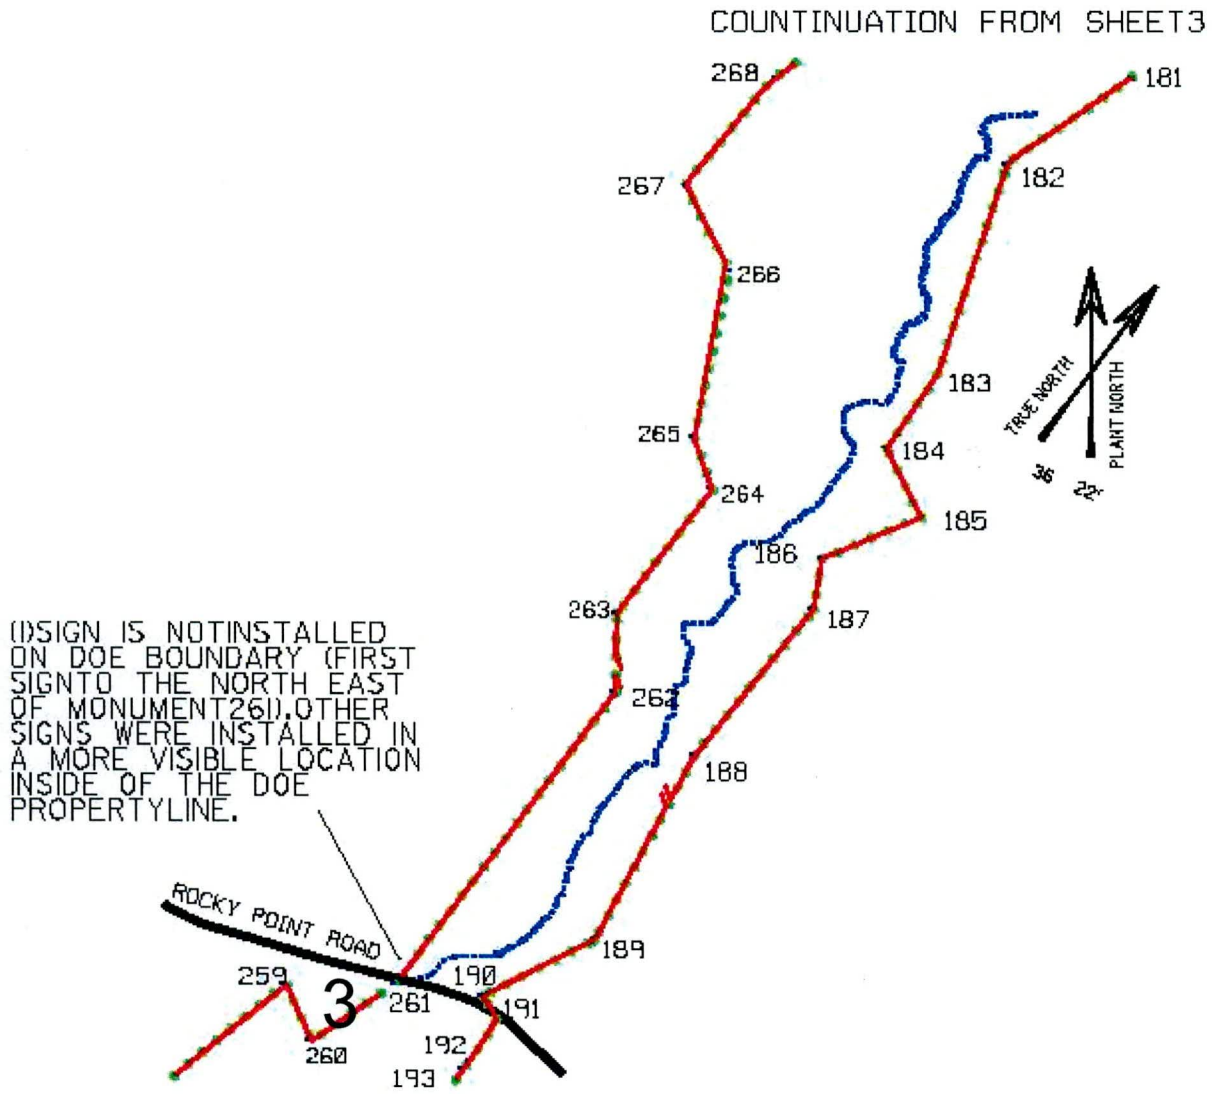 COUNTINUATION FROM SHEET3
268
181
267
182
266
183
TRUE NORTH
PLANT NORTH
265
184
264
185
186
263
187
(1)SIGN IS NOTINSTALLED
ON DOE BOUNDARY (FIRST
SIGNTO THE NORTH EAST
OF MONUMENT261).OTHER
SIGNS WERE INSTALLED IN
A MORE VISIBLE LOCATION
INSIDE OF THE DOE
PROPERTYLINE.
262
188
ROCKY POINT ROAD
189
259
190
3
261
191
260
192
193